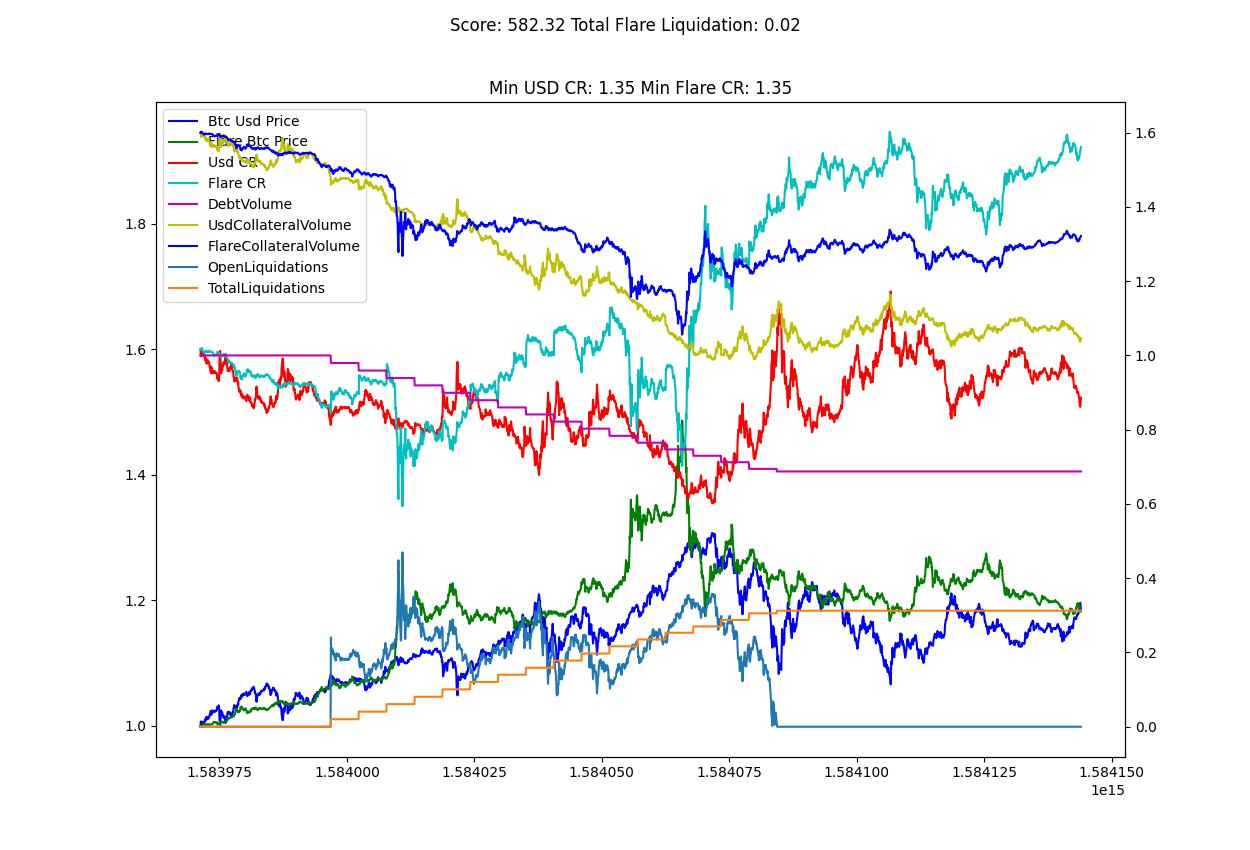 Score: 582.32 Total Flare Liquidation: 0.02
Min USD CR: 1.35 Min Flare CR: 1.35
Btc Usd Price
Flare Btc Price
Usd CR
Flare CR
DebtVolume
UsdCollateralVolume
FlareCollateralVolume
OpenLiquidations
TotalLiquidations
1.8
1.6
1.4
1.2
1.0
1.6
1.4
1.2
1.0
0.8
0.6
0.4
0.2
0.0
1.583975 1.584000 1.584025 1.584050 1.584075 1.584100 1.584125 1.584150
1e15